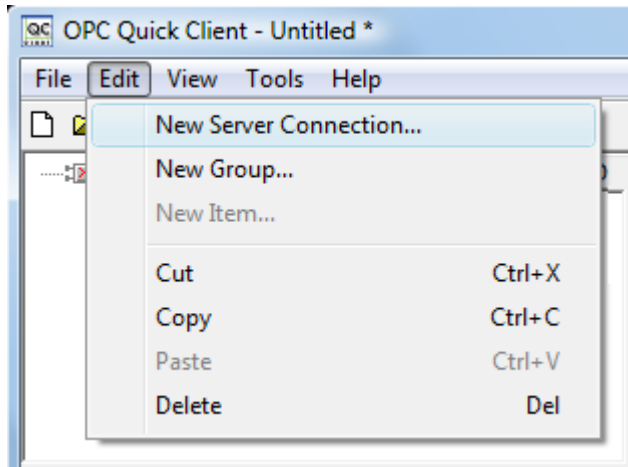 QC OPC Quick Client - Untitled *
File Edit View Tools Help
New Server Connection...
New Group...
New Item...
Cut Ctrl+X
Copy Ctrl+C
Paste Ctrl+V
Delete Del